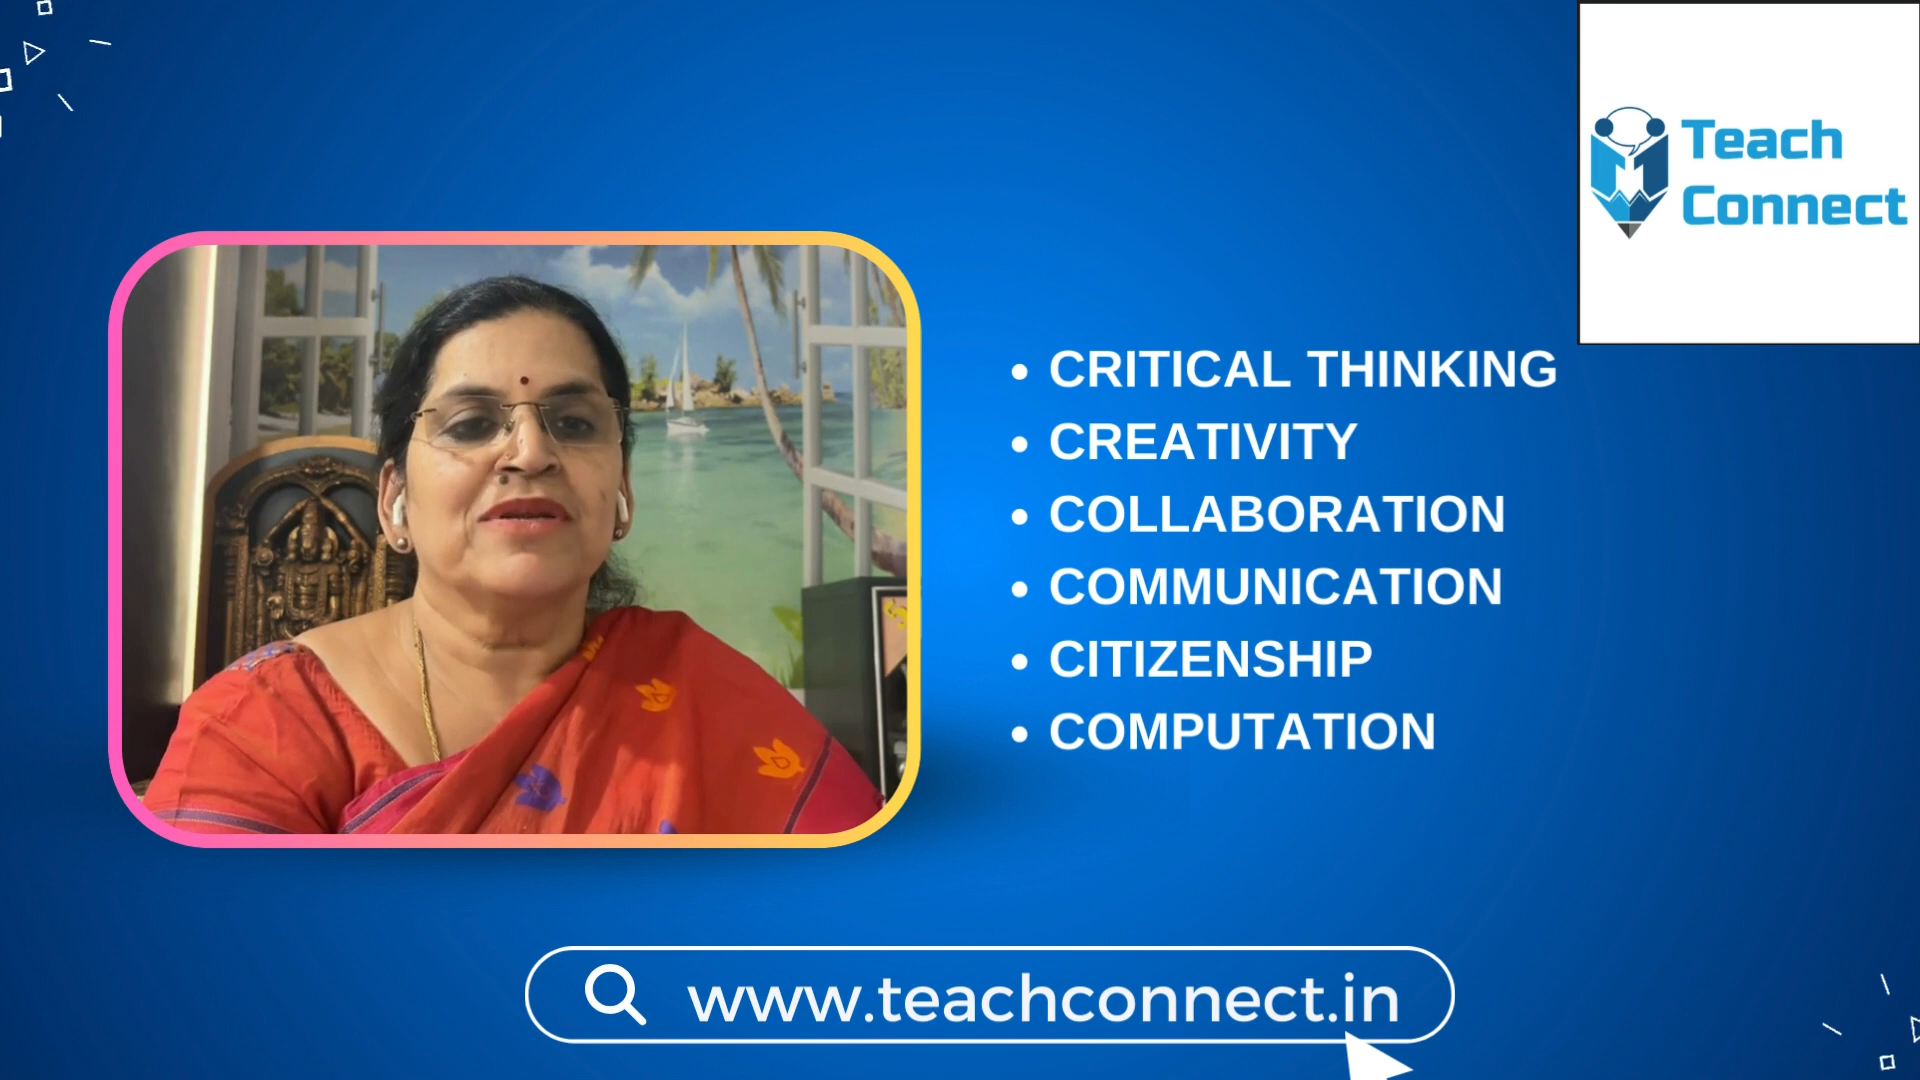 Teach
Connect
CRITICAL THINKING
CREATIVITY
COLLABORATION
COMMUNICATION
CITIZENSHIP
COMPUTATION
www.teachconnect.in